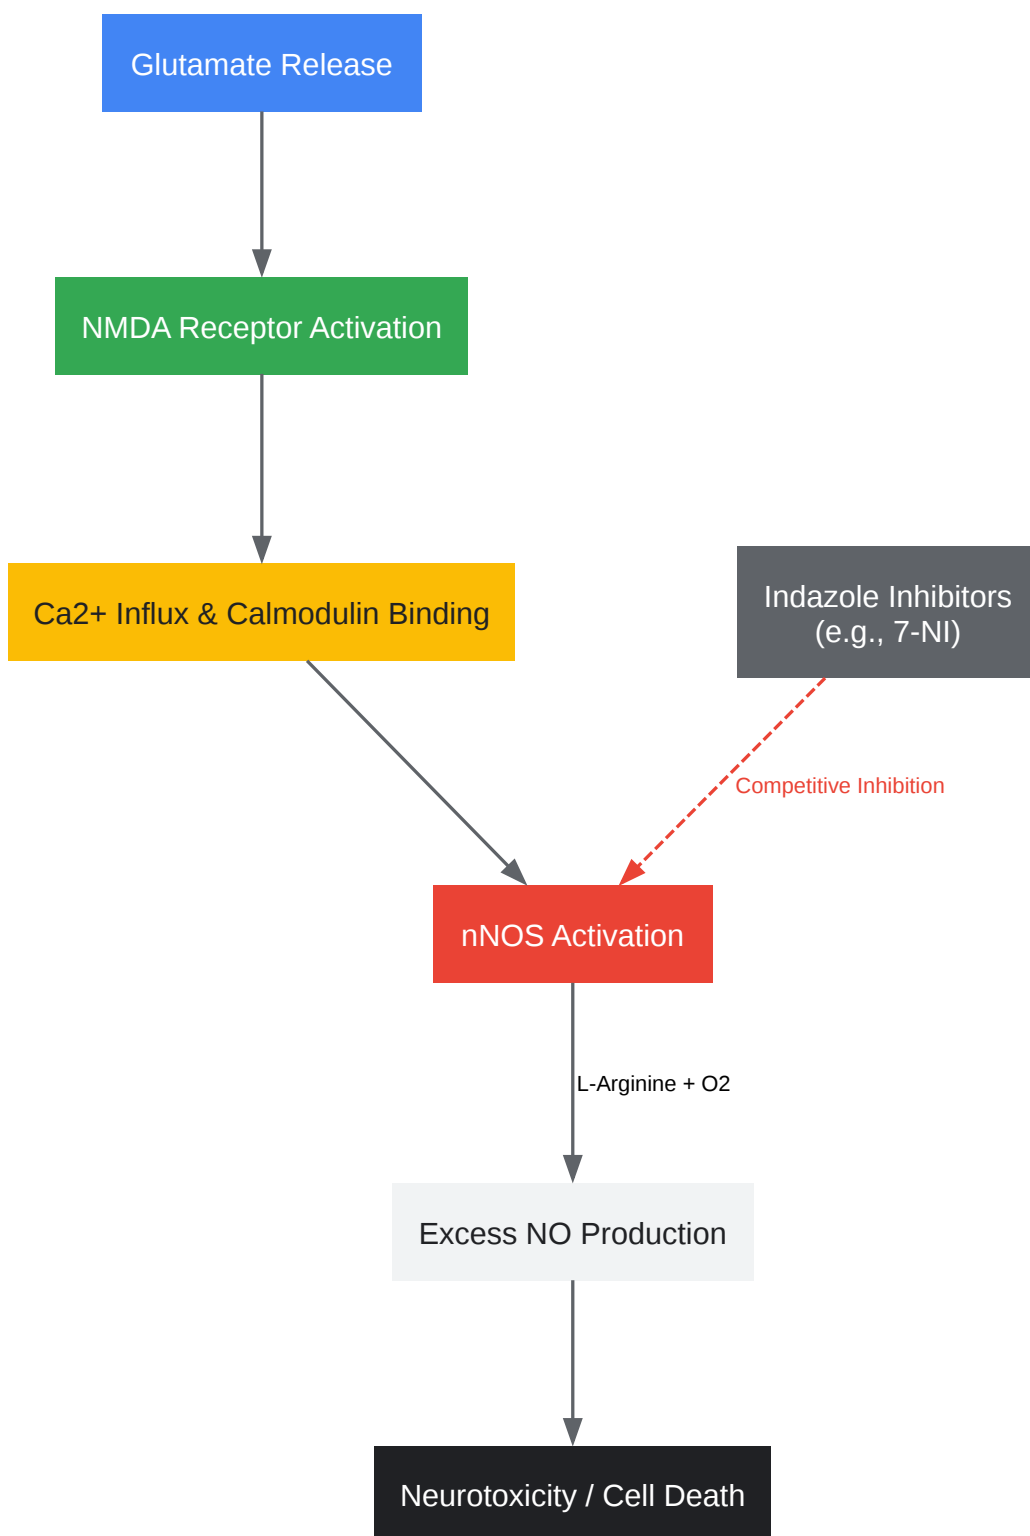 Glutamate Release
NMDA Receptor Activation
Ca2+ Influx & Calmodulin Binding
Indazole Inhibitors
(e.g., 7-NI)
Competitive Inhibition
nNOS Activation
L-Arginine + O2
Excess NO Production
Neurotoxicity / Cell Death